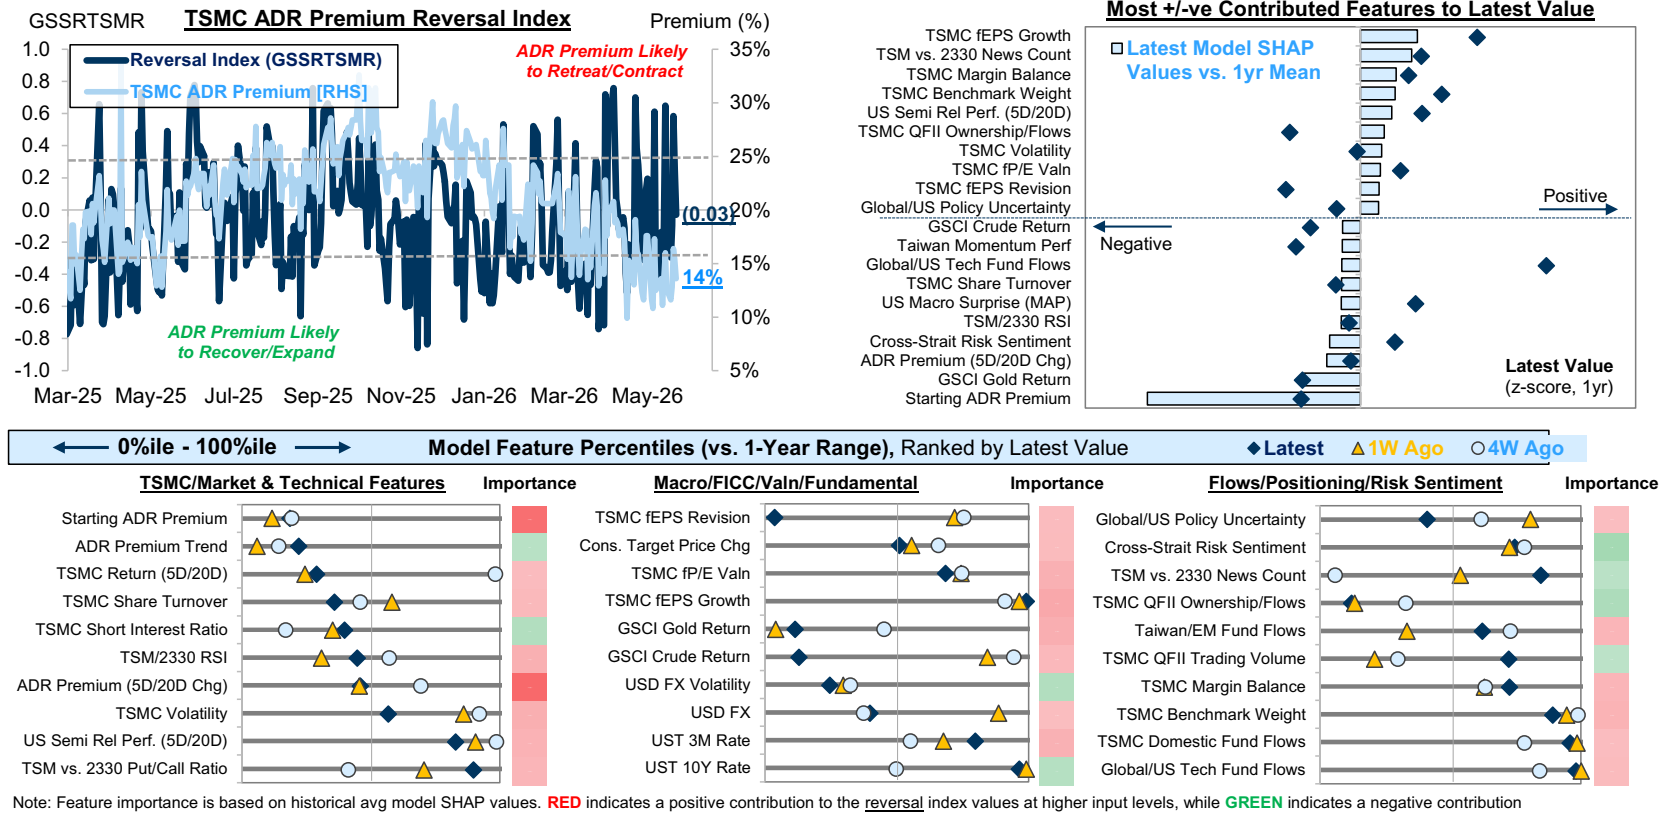 GSSRTSMR
TSMC ADR Premium Reversal Index
Premium (%)
1.0
0.8
0.6
0.4
0.2
0.0
-0.2
-0.4
-0.6
-0.8
-1.0
Reversal Index (GSSRTSMR)
TSMC ADR Premium [RHS]
ADR Premium Likely
to Retreat/Contract
ADR Premium Likely
to Recover/Expand
35%
30%
25%
20%
15%
10%
5%
(0.03)
14%
Mar-25 May-25 Jul-25 Sep-25 Nov-25 Jan-26 Mar-26 May-26
Most +/-ve Contributed Features to Latest Value
Latest Model SHAP
Values vs. 1yr Mean
TSMC fEPS Growth
TSM vs. 2330 News Count
TSMC Margin Balance
TSMC Benchmark Weight
US Semi Rel Perf. (5D/20D)
TSMC QFII Ownership/Flows
TSMC Volatility
TSMC fP/E Valn
TSMC fEPS Revision
Global/US Policy Uncertainty
GSCI Crude Return
Taiwan Momentum Perf
Global/US Tech Fund Flows
TSMC Share Turnover
US Macro Surprise (MAP)
TSM/2330 RSI
Cross-Strait Risk Sentiment
ADR Premium (5D/20D Chg)
GSCI Gold Return
Starting ADR Premium
Positive
Negative
Latest Value
(z-score, 1yr)
0%ile - 100%ile
Model Feature Percentiles (vs. 1-Year Range), Ranked by Latest Value
Latest
1W Ago
4W Ago
TSMC/Market & Technical Features
Importance
Starting ADR Premium
ADR Premium Trend
TSMC Return (5D/20D)
TSMC Share Turnover
TSMC Short Interest Ratio
TSM/2330 RSI
ADR Premium (5D/20D Chg)
TSMC Volatility
US Semi Rel Perf. (5D/20D)
TSM vs. 2330 Put/Call Ratio
Macro/FICC/Valn/Fundamental
Importance
TSMC fEPS Revision
Cons. Target Price Chg
TSMC fP/E Valn
TSMC fEPS Growth
GSCI Gold Return
GSCI Crude Return
USD FX Volatility
USD FX
UST 3M Rate
UST 10Y Rate
Flows/Positioning/Risk Sentiment
Importance
Global/US Policy Uncertainty
Cross-Strait Risk Sentiment
TSM vs. 2330 News Count
TSMC QFII Ownership/Flows
Taiwan/EM Fund Flows
TSMC QFII Trading Volume
TSMC Margin Balance
TSMC Benchmark Weight
TSMC Domestic Fund Flows
Global/US Tech Fund Flows
Note: Feature importance is based on historical avg model SHAP values. RED indicates a positive contribution to the reversal index values at higher input levels, while GREEN indicates a negative contribution